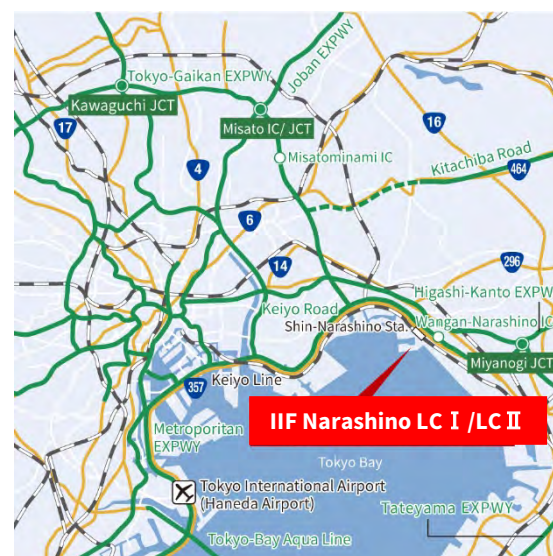 Joban EXPWY
Tokyo-Gaikan EXPWY
Kawaguchi JCT
Misato IC/ JCT
17
16
Misatominami IC
4
Kitachiba Road
464
6
14
296
Higashi-Kanto EXPWY
Keiyo Road
Shin-Narashino Sta.
Wangan-Narashino IC
Miyanogi JCT
Keiyo Line
357
IIF Narashino LC Ⅰ /LC Ⅱ
Metroporitan
EXPWY
Tokyo Bay
Tokyo International Airport
(Haneda Airport)
Tateyama EXPWY
Tokyo-Bay Aqua Line